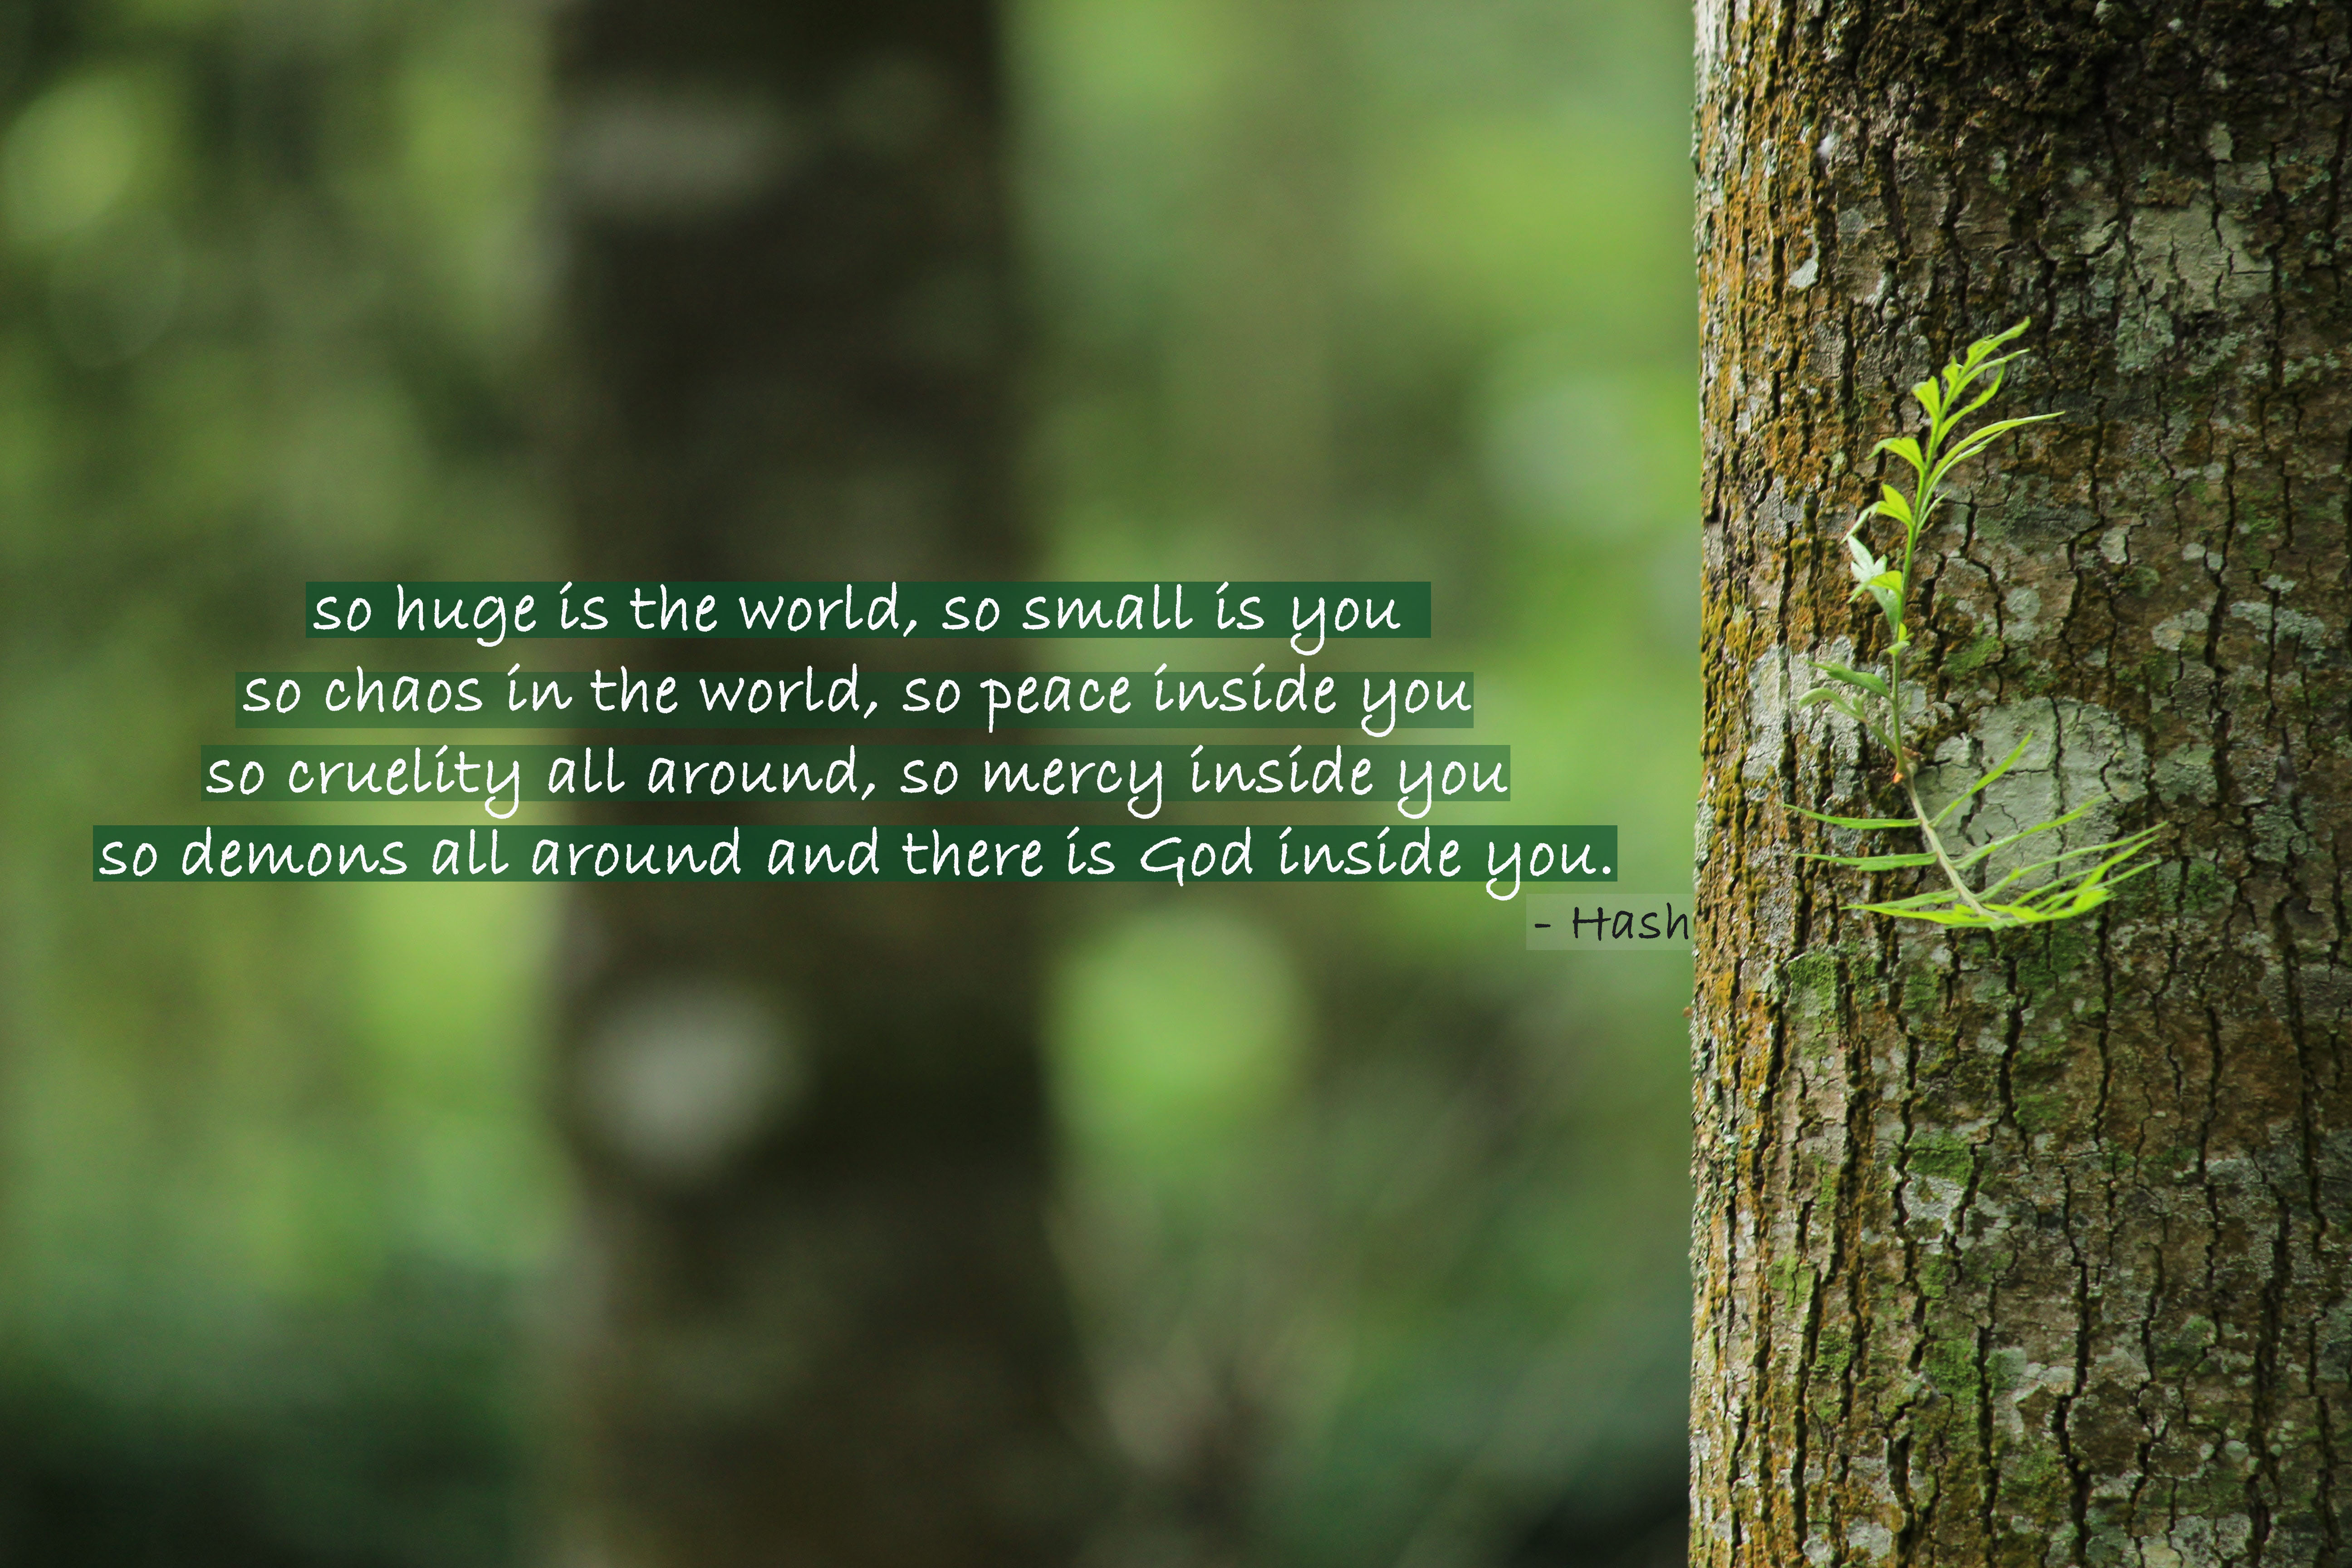 so huge is the world, so small is you
so chaos in the world, so peace inside you
so cruelity all around, so mercy inside you
so demons all around and there is God inside you.
- Hash